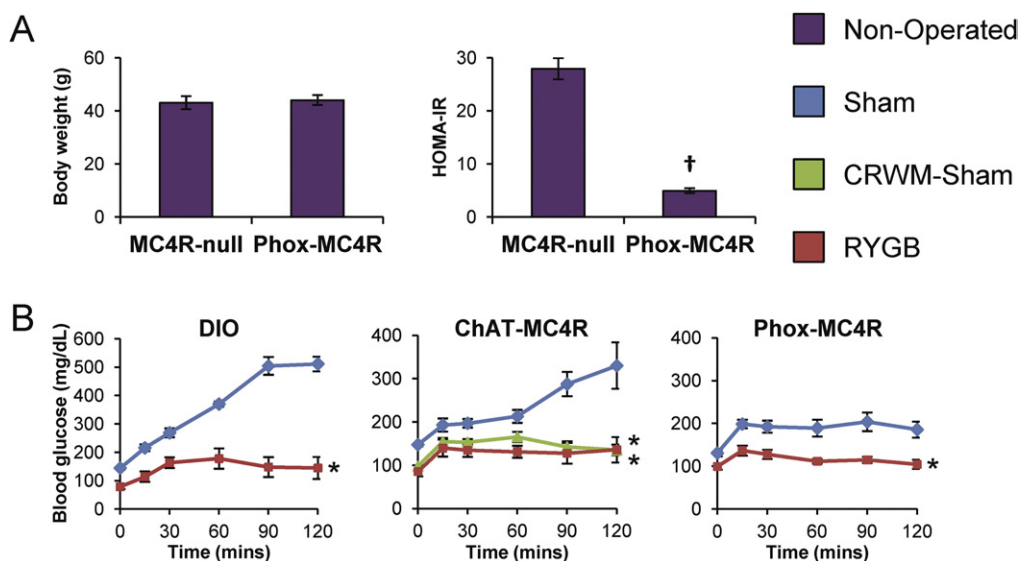 A
Body weight (g)
60
40
20
0
MC4R-null Phox-MC4R
HOMA-IR
30
20
10
0
†
MC4R-null Phox-MC4R
Non-Operated
Sham
CRWM-Sham
RYGB
B
DIO
Blood glucose (mg/dL)
600
500
400
300
200
100
0
*
0 30 60 90 120
Time (mins)
ChAT-MC4R
400
300
200
100
0
*
*
0 30 60 90 120
Time (mins)
Phox-MC4R
400
300
200
100
0
*
0 30 60 90 120
Time (mins)